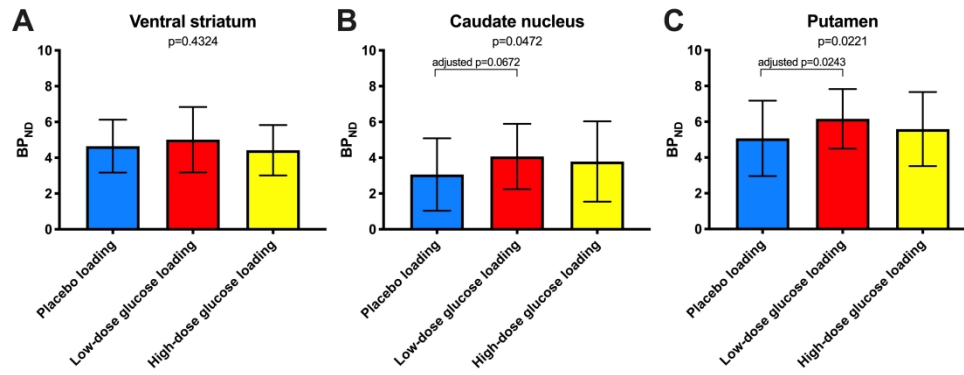 A
Ventral striatum
p=0.4324
10
8
6
4
2
0
BPND
Placebo loading
Low-dose glucose loading
High-dose glucose loading
B
Caudate nucleus
p=0.0472
adjusted p=0.0672
10
8
6
4
2
0
BPND
Placebo loading
Low-dose glucose loading
High-dose glucose loading
C
Putamen
p=0.0221
adjusted p=0.0243
10
8
6
4
2
0
BPND
Placebo loading
Low-dose glucose loading
High-dose glucose loading